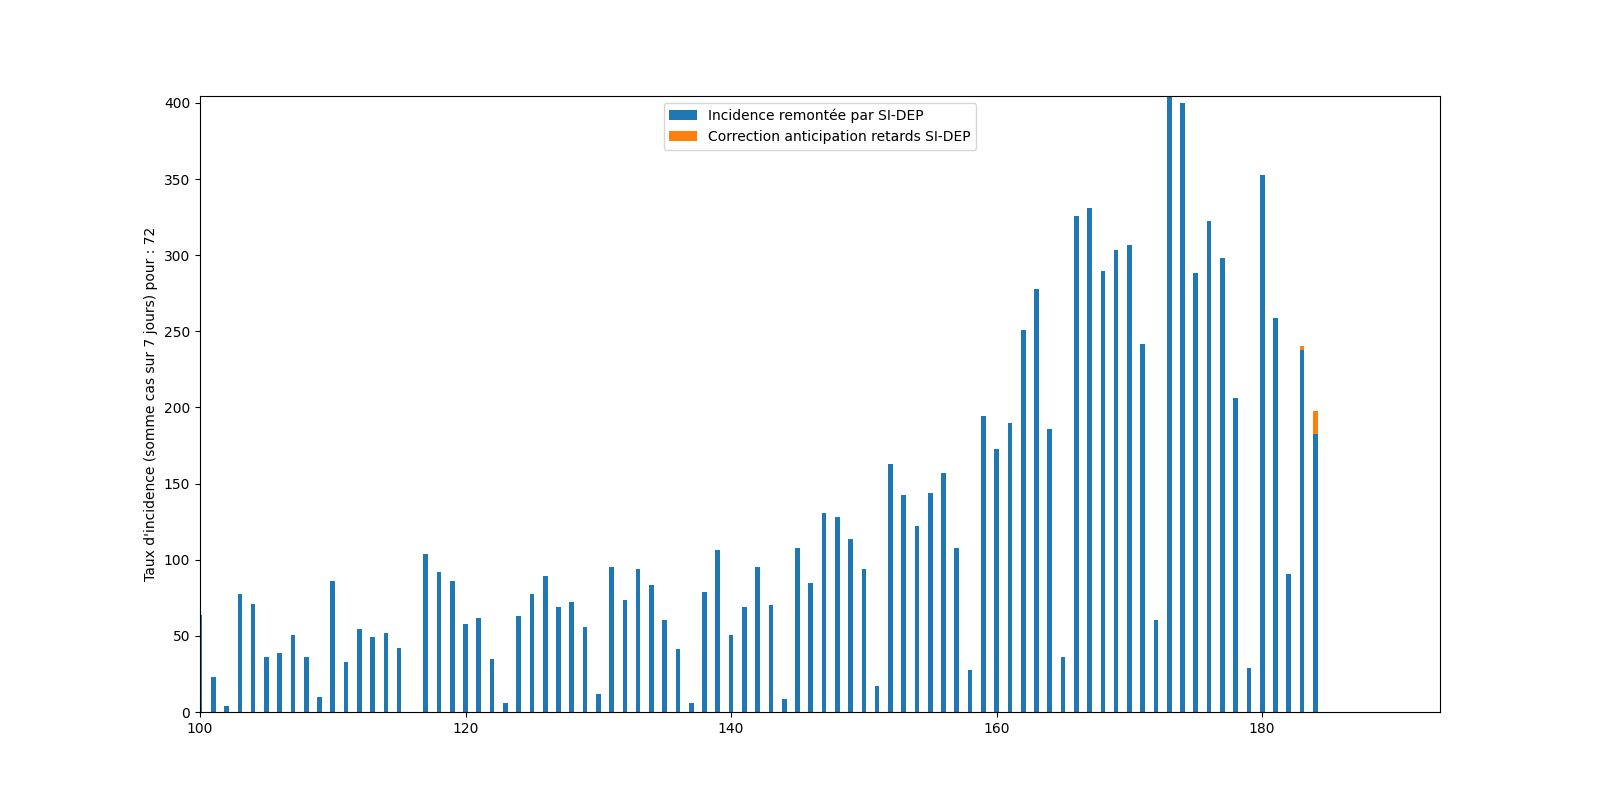 Incidence remontée par SI-DEP
Correction anticipation retards SI-DEP
Taux d'incidence (somme cas sur 7 jours) pour : 72
400
350
300
250
200
150
100
50
0
100 120 140 160 180